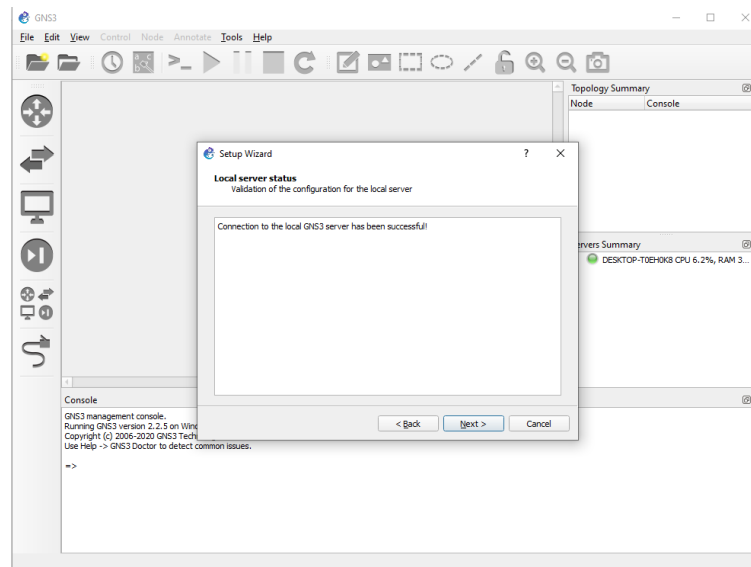 GNS3
File Edit View Control Node Annotate Tools Help
Topology Summary
Node Console
Setup Wizard ? X
Local server status
Validation of the configuration for the local server
Connection to the local GNS3 server has been successful!
ervers Summary
DESKTOP-T0EH0K8 CPU 6.2%, RAM 3...
Console
GNS3 management console.
Running GNS3 version 2.2.5 on Wind
Copyright (c) 2006-2020 GNS3 Tech
Use Help -> GNS3 Doctor to detect common issues.
=>
< Back Next > Cancel